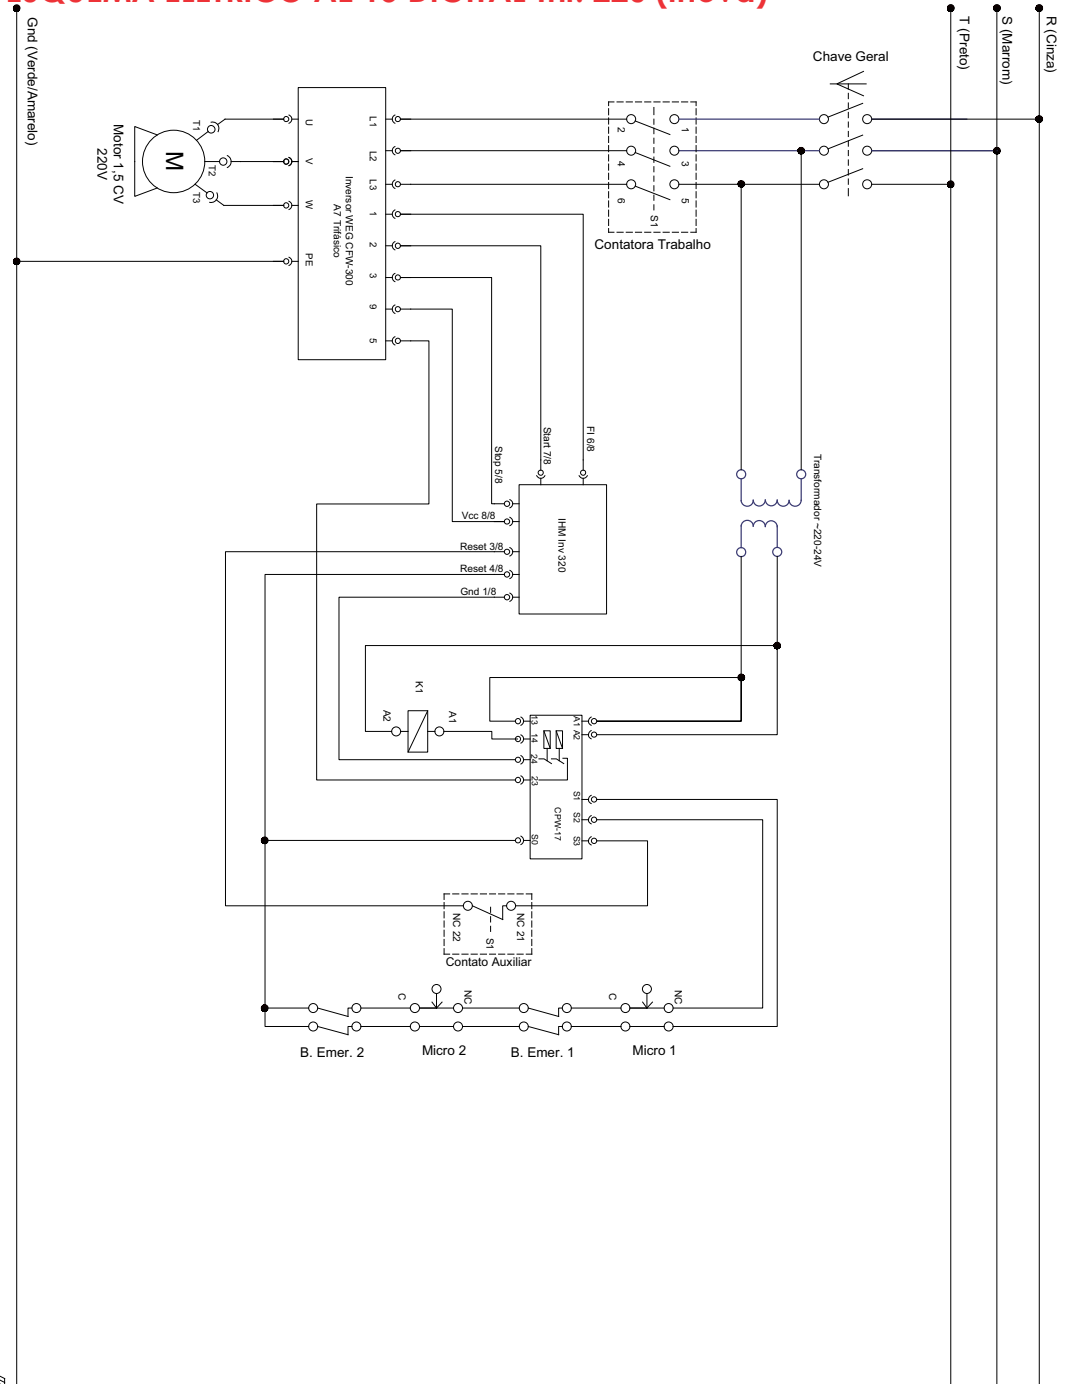 Gnd (Verde/Amarelo)
T (Preto)
S (Marrom)
R (Cinza)
Chave Geral
T1
T2
T3
M
Motor 1,5 CV
220V
U
V
W
PE
Inversor WEG CFW-300
A7 Trifásico
L1
L2
L3
1
2
3
9
5
2
4
6
1
3
5
S1
Contatora Trabalho
Transformador ~220-24V
FI 6/8
Start 7/8
Stop 5/8
Vcc 8/8
Reset 3/8
Reset 4/8
Gnd 1/8
IHM Inv 320
K1
A2
A1
13
14
24
23
S0
A1
A2
S1
S2
S3
CPW-17
NC 22
NC 21
S1
Contato Auxiliar
C
NC
C
NC
B. Emer. 2
Micro 2
B. Emer. 1
Micro 1